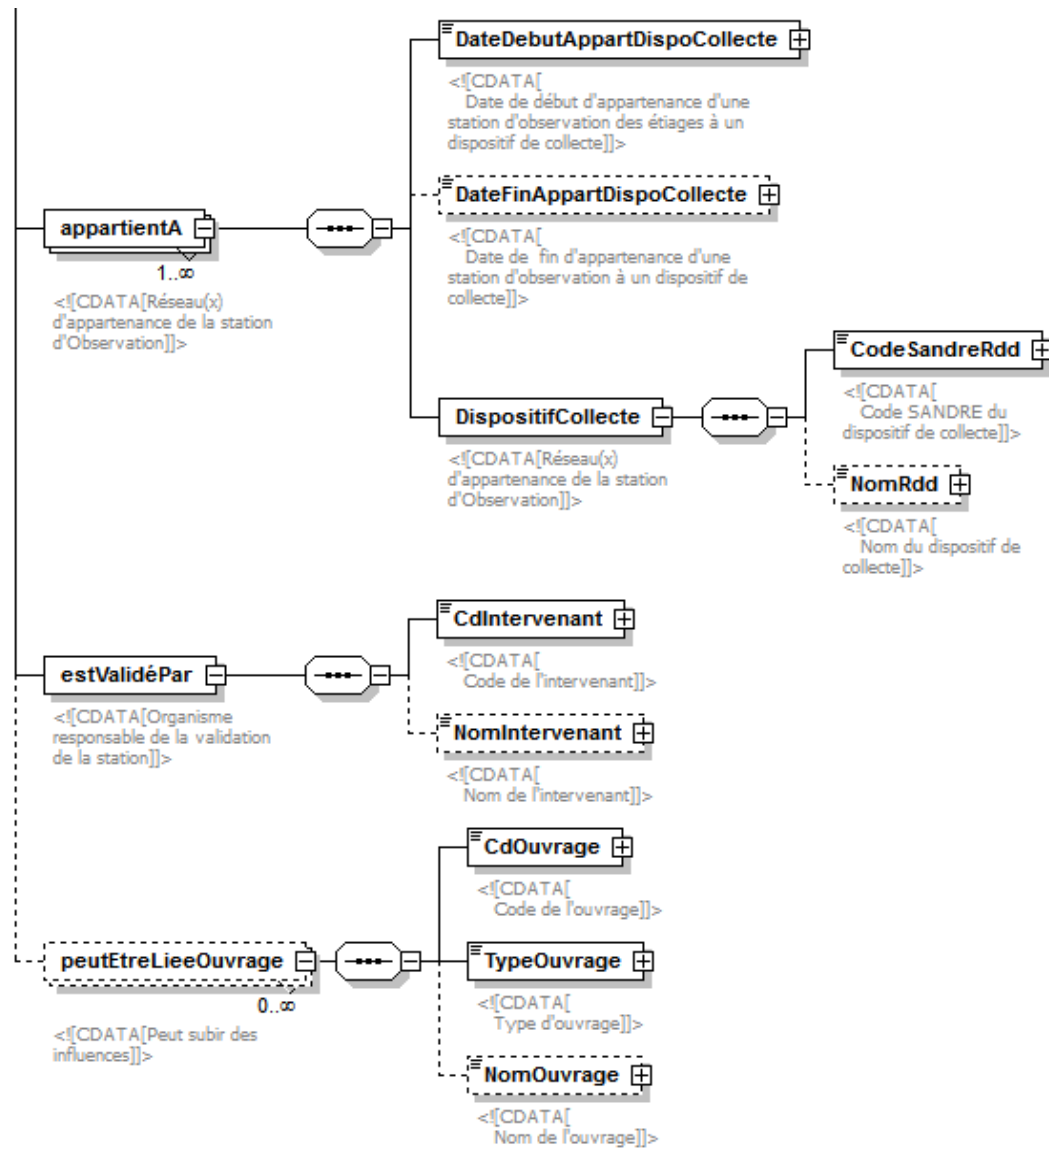 DateDebutAppartDispoCollecte
<![CDATA[
Date de début d'appartenance d'une
station d'observation des étiages à un
dispositif de collecte]]>
DateFinAppartDispoCollecte
<![CDATA[
Date de  fin d'appartenance d'une
station d'observation à un dispositif de
collecte]]>
appartientA
1..∞
<![CDATA[Réseau(x)
d'appartenance de la station
d'Observation]]>
DispositifCollecte
<![CDATA[Réseau(x)
d'appartenance de la station
d'Observation]]>
CodeSandreRdd
<![CDATA[
Code SANDRE du
dispositif de collecte]]>
NomRdd
<![CDATA[
Nom du dispositif de
collecte]]>
estValidéPar
<![CDATA[Organisme
responsable de la validation
de la station]]>
CdIntervenant
<![CDATA[
Code de l'intervenant]]>
NomIntervenant
<![CDATA[
Nom de l'intervenant]]>
peutEtreLieeOuvrage
0..∞
<![CDATA[Peut subir des
influences]]>
CdOuvrage
<![CDATA[
Code de l'ouvrage]]>
TypeOuvrage
<![CDATA[
Type d'ouvrage]]>
NomOuvrage
<![CDATA[
Nom de l'ouvrage]]>